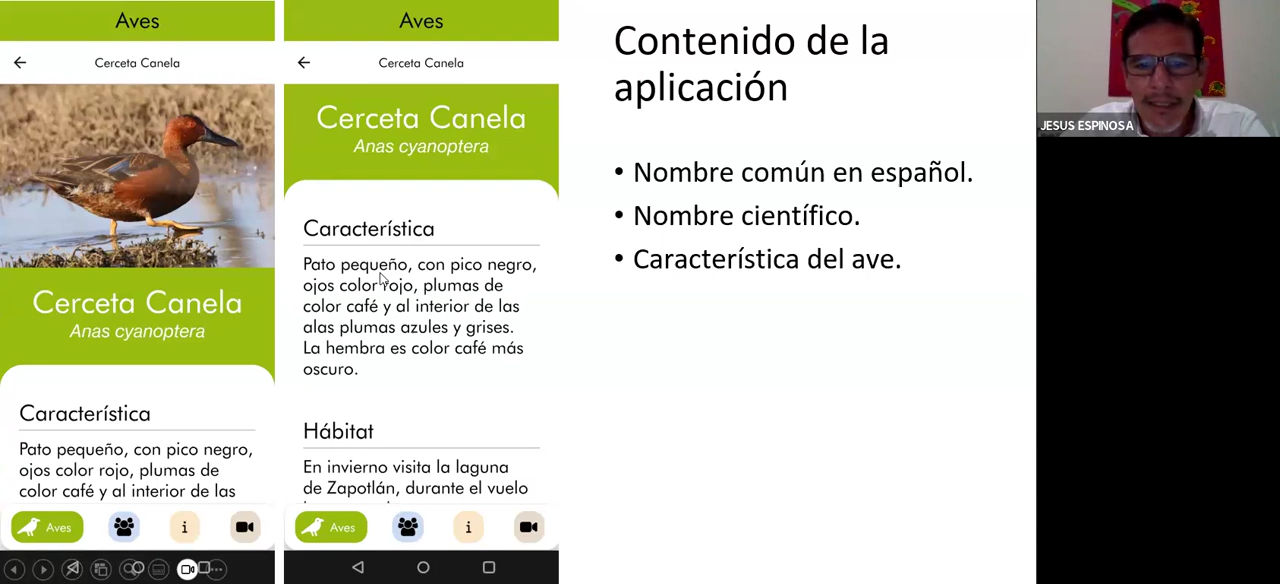 Aves
Cerceta Canela
Cerceta Canela
Anas cyanoptera
Característica
Pato pequeño, con pico negro,
ojos color rojo, plumas de
color café y al interior de las
Aves
Aves
Cerceta Canela
Cerceta Canela
Anas cyanoptera
Característica
Pato pequeño, con pico negro,
ojos color rojo, plumas de
color café y al interior de las
alas plumas azules y grises.
La hembra es color café más
oscuro.
Hábitat
En invierno visita la laguna
de Zapotlán, durante el vuelo
Aves
Contenido de la
aplicación
• Nombre común en español.
• Nombre científico.
• Característica del ave.
JESUS ESPINOSA